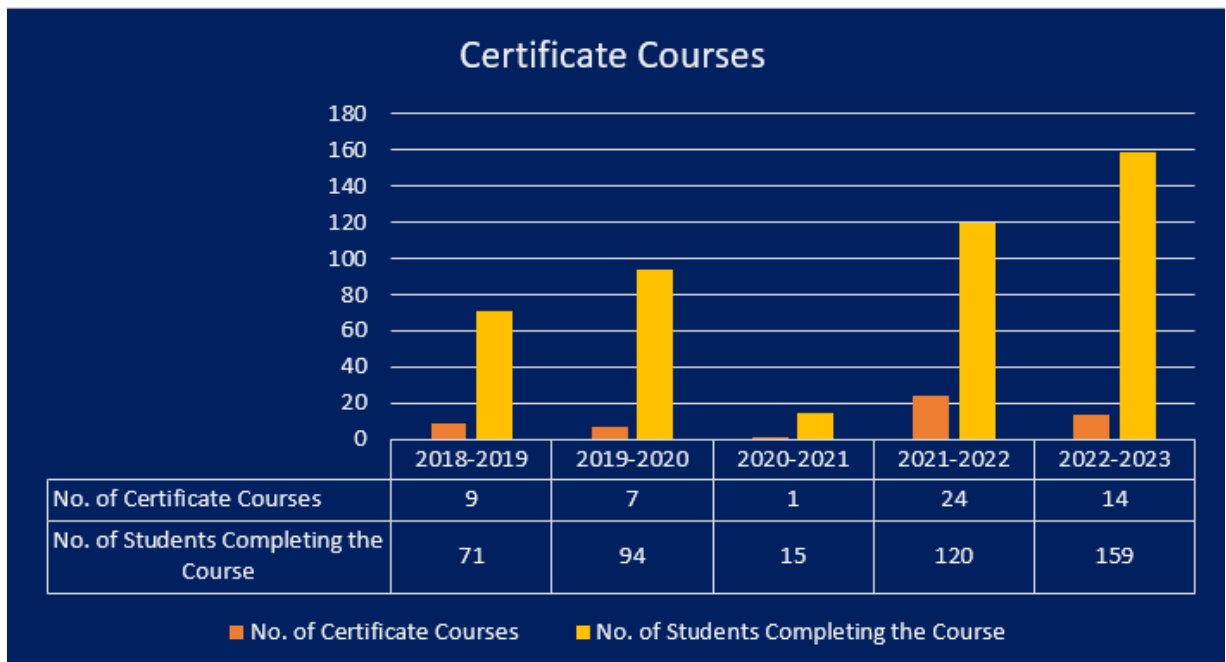 Certificate Courses
180
160
140
120
100
80
60
40
20
0
2018-2019 2019-2020 2020-2021 2021-2022 2022-2023
No. of Certificate Courses 9 7 1 24 14
No. of Students Completing the
Course 71 94 15 120 159
No. of Certificate Courses No. of Students Completing the Course